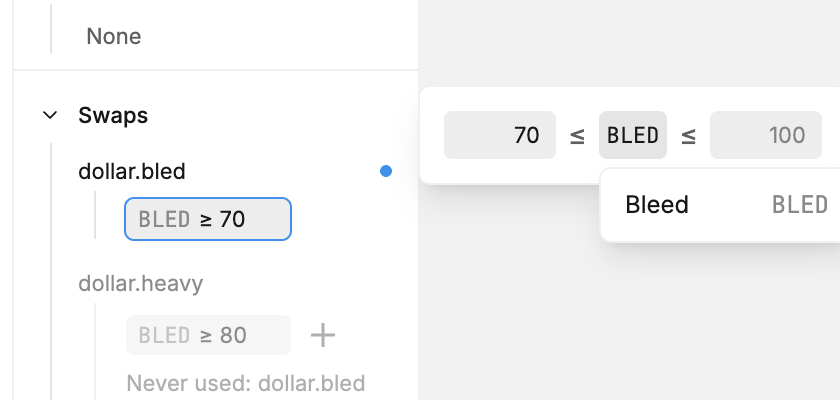 None
Swaps
dollar.bled
BLED ≥ 70
dollar.heavy
BLED ≥ 80
Never used: dollar.bled
70 ≤ BLED ≤ 100
Bleed BLED